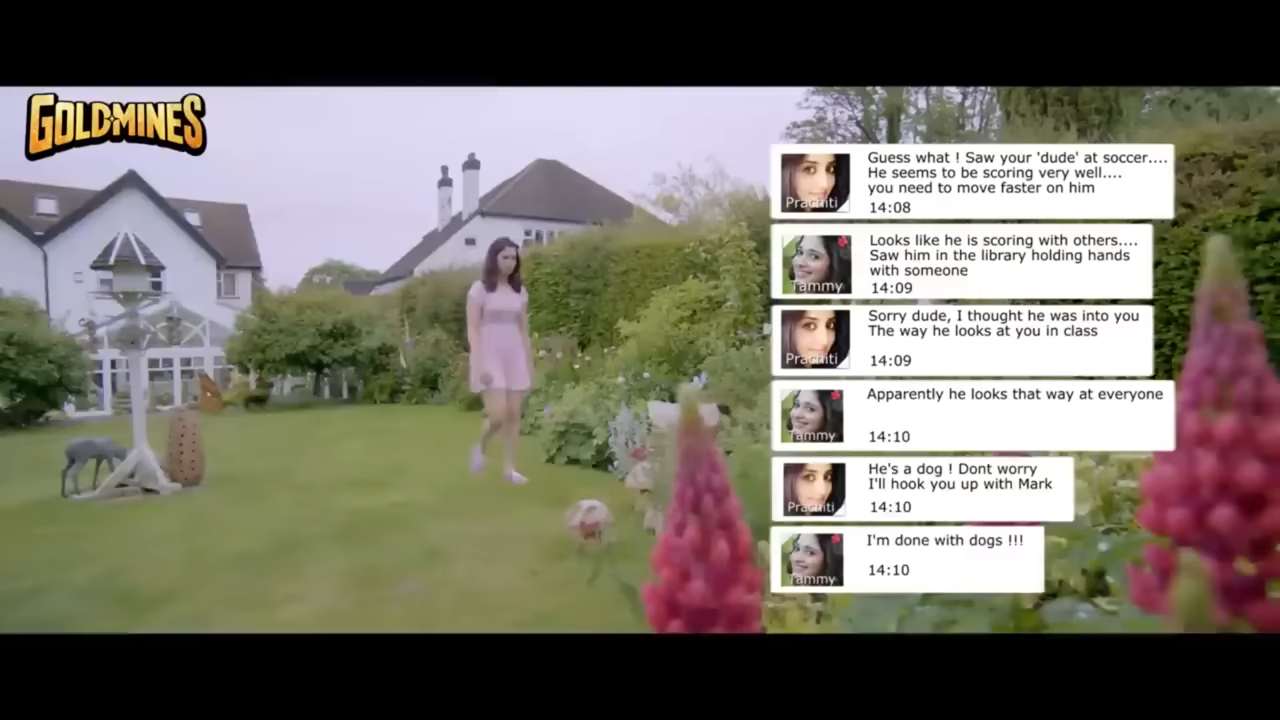 GOLDMINES
Guess what ! Saw your 'dude' at soccer....
He seems to be scoring very well....
you need to move faster on him
Prachiti
14:08
Looks like he is scoring with others....
Saw him in the library holding hands
with someone
Tammy
14:09
Sorry dude, I thought he was into you
The way he looks at you in class
Prachiti
14:09
Apparently he looks that way at everyone
Tammy
14:10
He's a dog ! Dont worry
I'll hook you up with Mark
Prachiti
14:10
I'm done with dogs !!!
Tammy
14:10